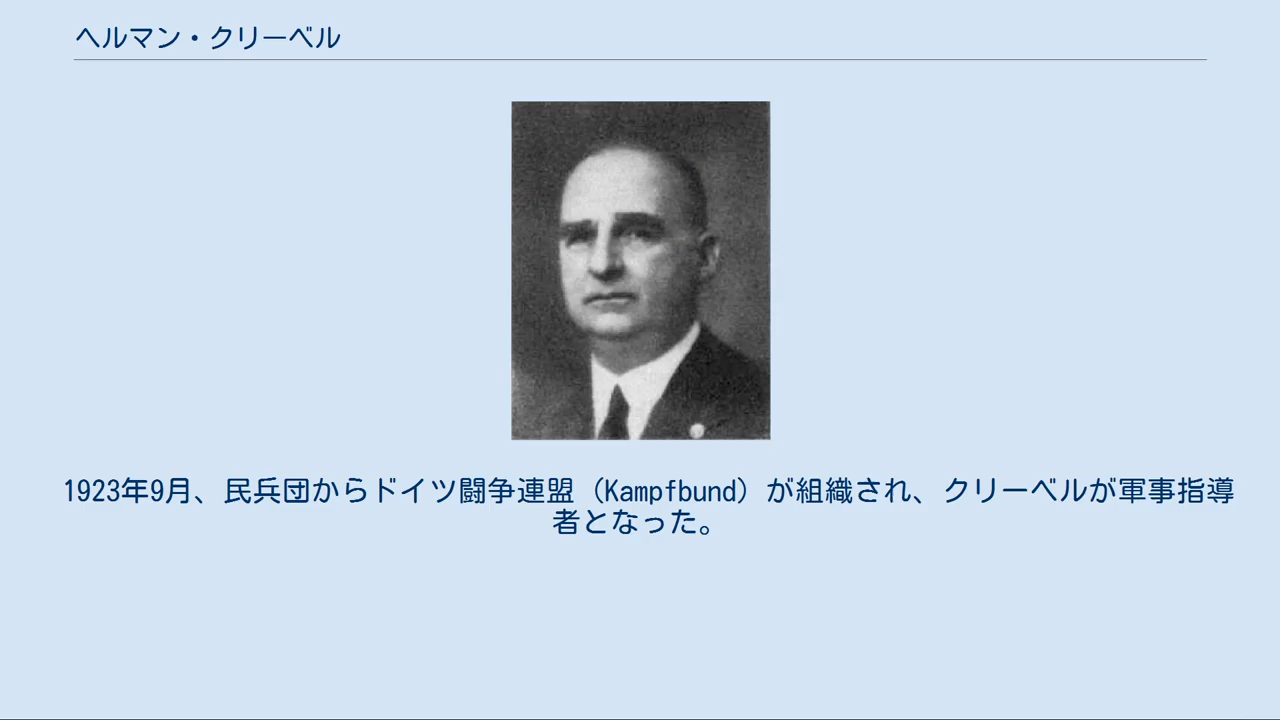 ヘルマン・クリーベル
1923年9月、民兵団からドイツ闘争連盟（Kampfbund）が組織され、クリーベルが軍事指導
者となった。